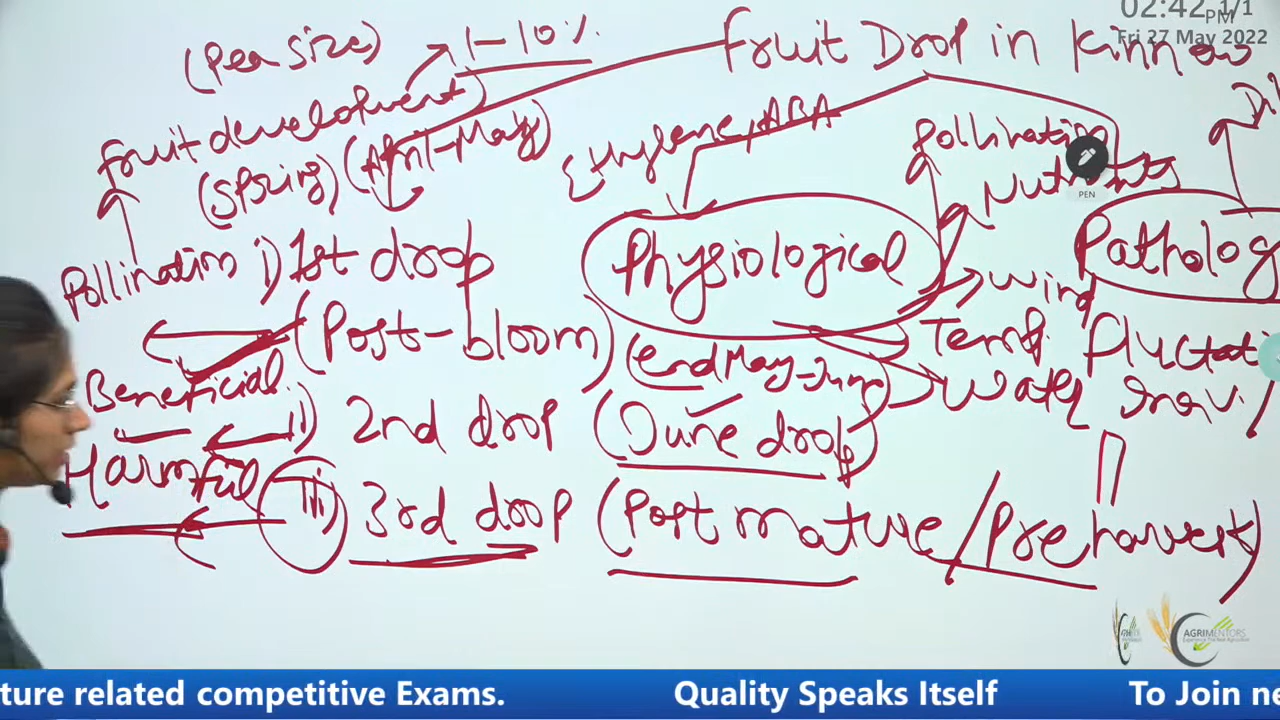 02:42 PM 1/1
Fri 27 May 2022
Fruit Drop in Kinnow
(Pea size)
1-10%.
Fruit development
(Spring) (April-May)
Ethylene, ABA
Pollination
Nutrients
PEN
Pollination
i) 1st drop
(Post-bloom)
Physiological
Patholog
Wind
Temp. fluctati
Water
Beneficial.
ii) 2nd drop (June drop)
(end May-June)
Harmful
iii) 3rd drop (Post mature/Pre harvest)
AGRIMENTORS
ture related competitive Exams.
Quality Speaks Itself
To Join ne